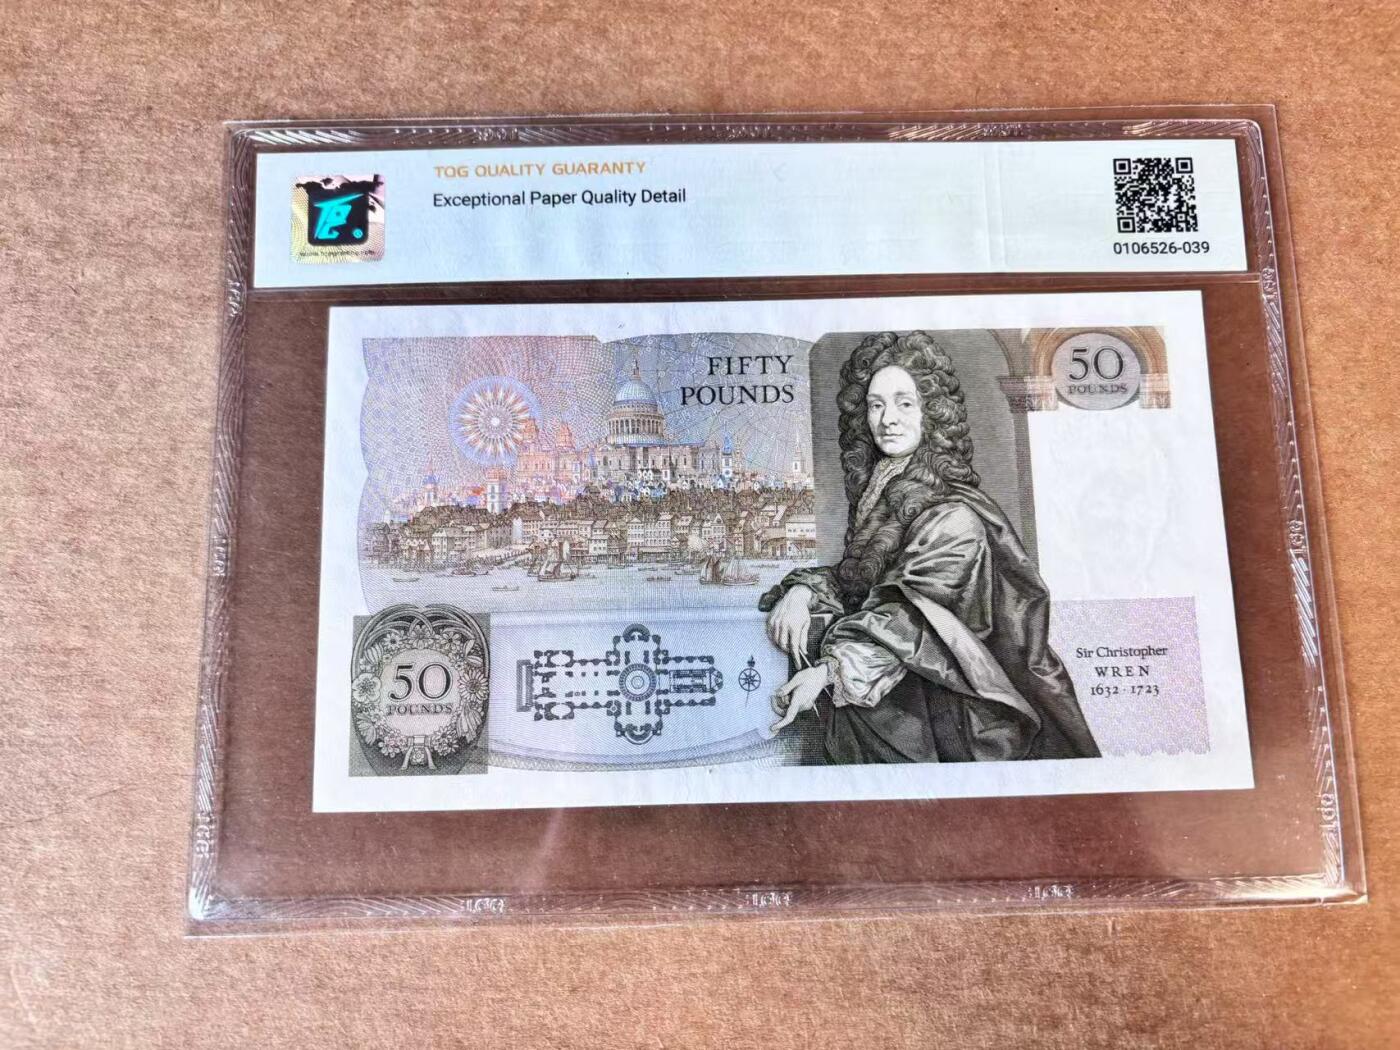 TQG QUALITY GUARANTY
Exceptional Paper Quality Detail
0106526-039
FIFTY
POUNDS
50
POUNDS
50
POUNDS
Sir Christopher
WREN
1632 · 1723